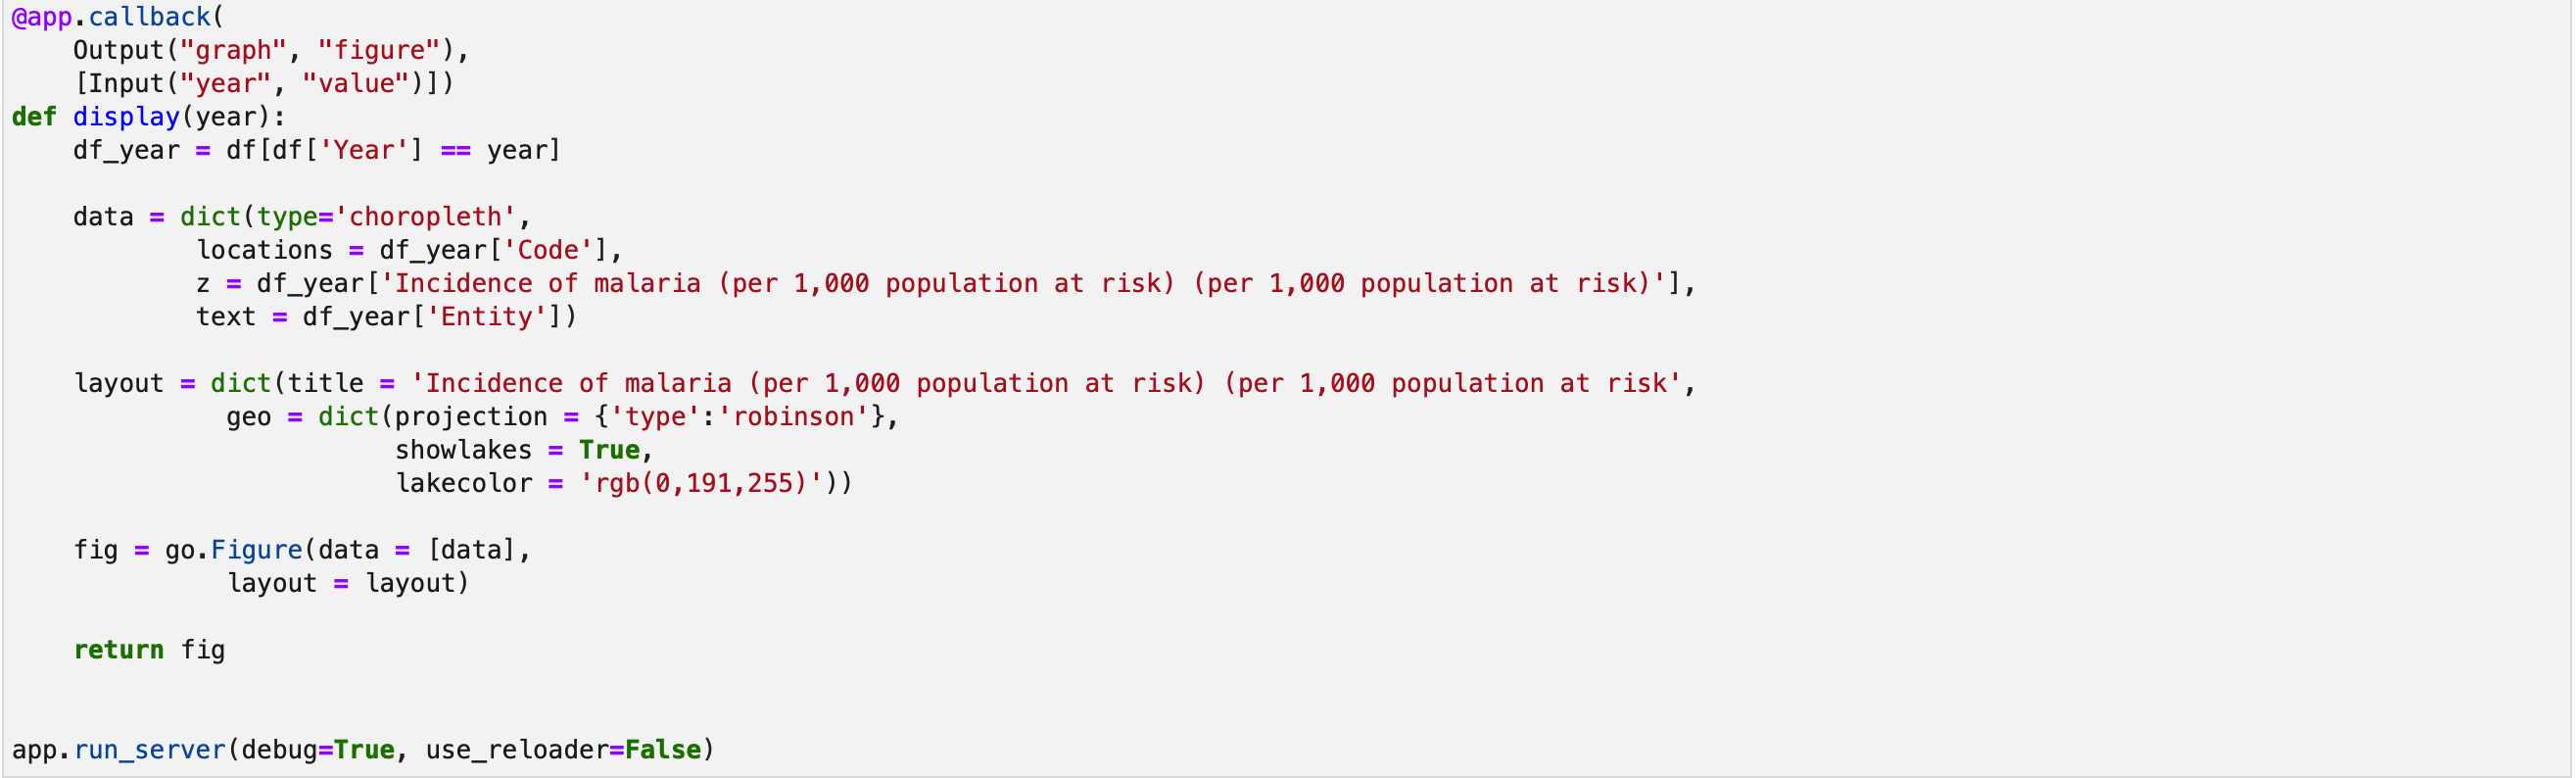 @app.callback(
    Output("graph", "figure"),
    [Input("year", "value")])
def display(year):
    df_year = df[df['Year'] == year]

    data = dict(type='choropleth',
            locations = df_year['Code'],
            z = df_year['Incidence of malaria (per 1,000 population at risk) (per 1,000 population at risk)'],
            text = df_year['Entity'])

    layout = dict(title = 'Incidence of malaria (per 1,000 population at risk) (per 1,000 population at risk',
              geo = dict(projection = {'type':'robinson'},
                         showlakes = True,
                         lakecolor = 'rgb(0,191,255)'))

    fig = go.Figure(data = [data],
              layout = layout)

    return fig


app.run_server(debug=True, use_reloader=False)